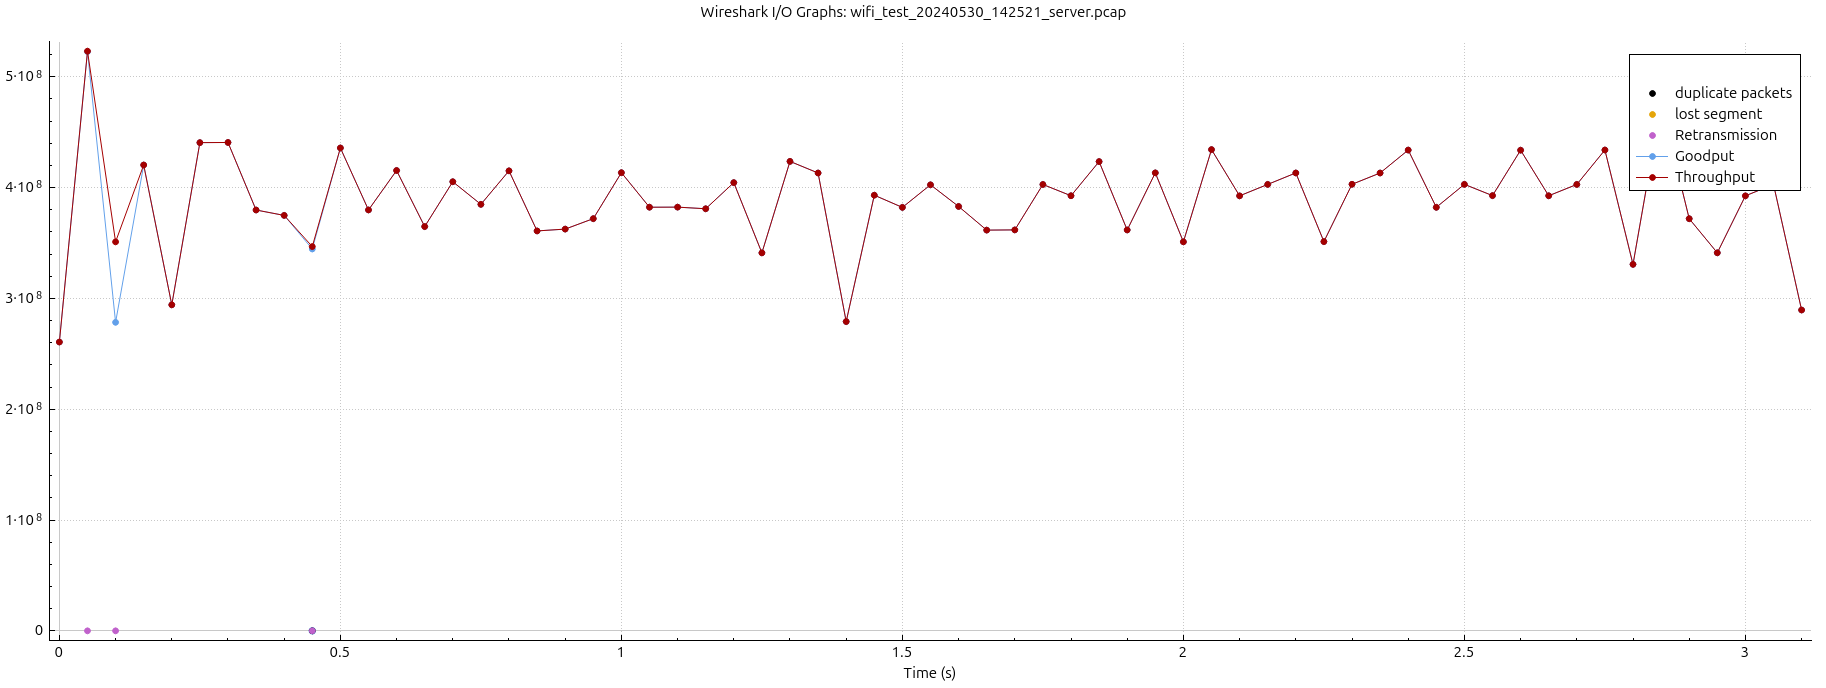 Wireshark I/O Graphs: wifi_test_20240530_142521_server.pcap
5·10⁸
4·10⁸
3·10⁸
2·10⁸
1·10⁸
0
duplicate packets
lost segment
Retransmission
Goodput
Throughput
0 0.5 1 1.5 2 2.5 3
Time (s)